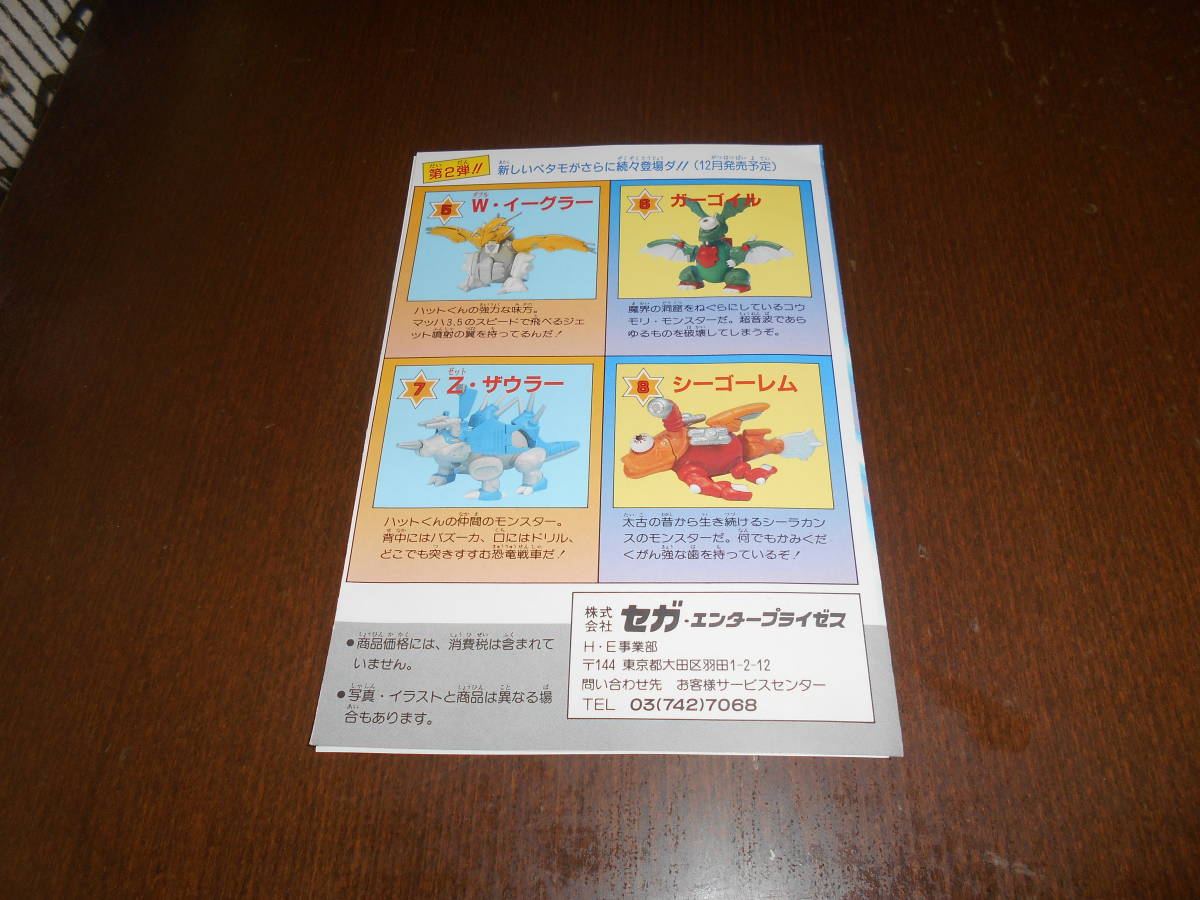 第2弾!!
新しいペタモがさらに続々登場ダ!!(12月発売予定)
5 W・イーグラー
ハットくんの強力な味方。
マッハ3.5のスピードで飛べるジェ
ット噴射の翼を持ってるんだ!
6 ガーゴイル
魔界の洞窟をねぐらにしているコウ
モリ・モンスターだ。超音波であら
ゆるものを破壊してしまうぞ。
7 Z・ザウラー
ハットくんの仲間のモンスター。
背中にはバズーカ、口にはドリル、
どこでも突きすすむ恐竜戦車だ!
8 シーゴーレム
太古の昔から生き続けるシーラカン
スのモンスターだ。何でもかみくだ
くがん強な歯を持っているぞ!
●商品価格には、消費税は含まれて
いません。
●写真・イラストと商品は異なる場
合もあります。
株式会社 セガ・エンタープライゼス
H・E事業部
〒144 東京都大田区羽田1-2-12
問い合わせ先 お客様サービスセンター
TEL 03(742)7068